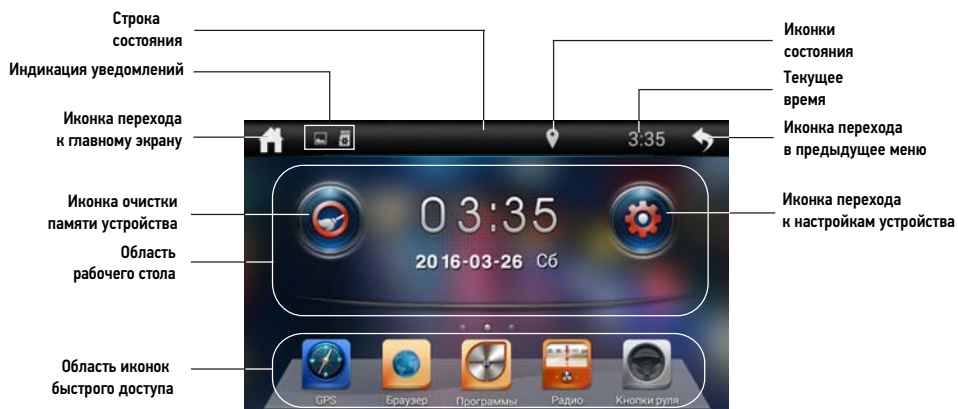 Строка
состояния
Индикация уведомлений
Иконка перехода
к главному экрану
Иконка очистки
памяти устройства
Область
рабочего стола
Область иконок
быстрого доступа
Иконки
состояния
Текущее
время
Иконка перехода
в предыдущее меню
Иконка перехода
к настройкам устройства
3:35
03:35
2016-03-26 Сб
GPS Браузер Программы Радио Кнопки руля